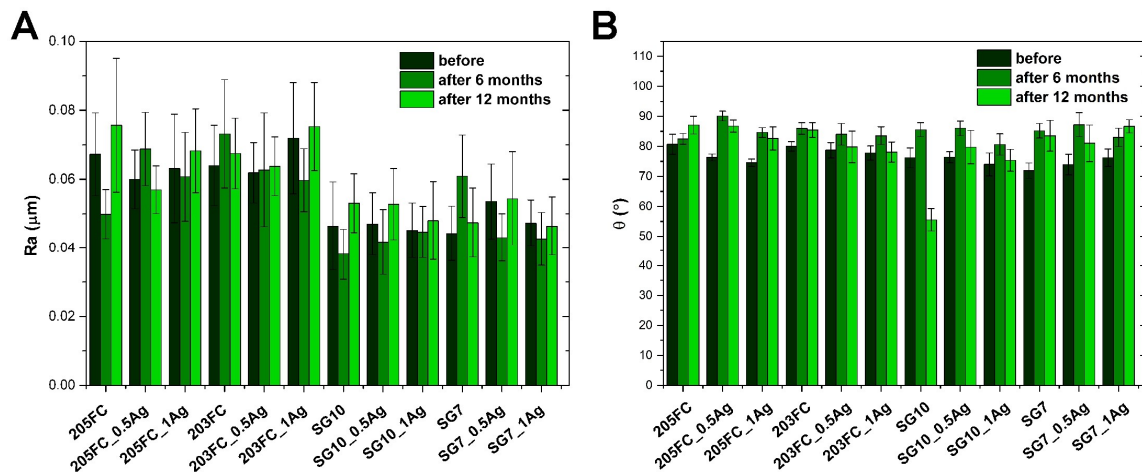 A
0.10
0.08
0.06
0.04
0.02
0.00
Ra (µm)
before
after 6 months
after 12 months
205FC
205FC_0.5Ag
205FC_1Ag
203FC
203FC_0.5Ag
203FC_1Ag
SG10
SG10_0.5Ag
SG10_1Ag
SG7
SG7_0.5Ag
SG7_1Ag
B
110
100
90
80
70
60
50
40
30
20
10
0
θ (°)
before
after 6 months
after 12 months
205FC
205FC_0.5Ag
205FC_1Ag
203FC
203FC_0.5Ag
203FC_1Ag
SG10
SG10_0.5Ag
SG10_1Ag
SG7
SG7_0.5Ag
SG7_1Ag